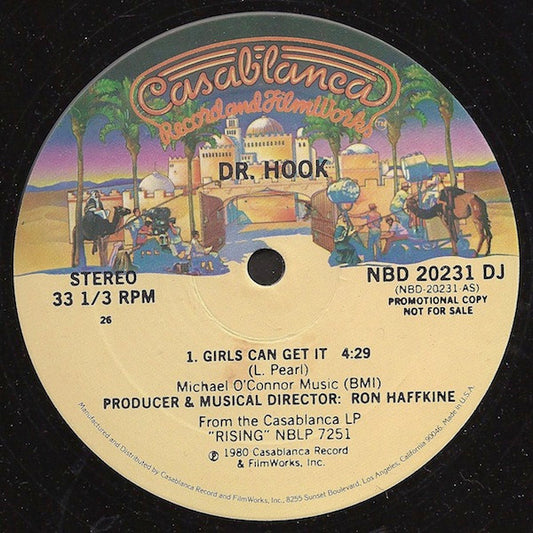 Casablanca
Record and FilmWorks
TM
DR. HOOK
STEREO
33 1/3 RPM
26
NBD 20231 DJ
(NBD-20231-AS)
PROMOTIONAL COPY
NOT FOR SALE
1. GIRLS CAN GET IT 4:29
(L. Pearl)
Michael O'Connor Music (BMI)
PRODUCER & MUSICAL DIRECTOR: RON HAFFKINE
From the Casablanca LP
"RISING" NBLP 7251
℗ 1980 Casablanca Record
& FilmWorks, Inc.
Manufactured and Distributed by Casablanca Record and FilmWorks, Inc., 8255 Sunset Boulevard, Los Angeles, California 90046. Made in U.S.A.